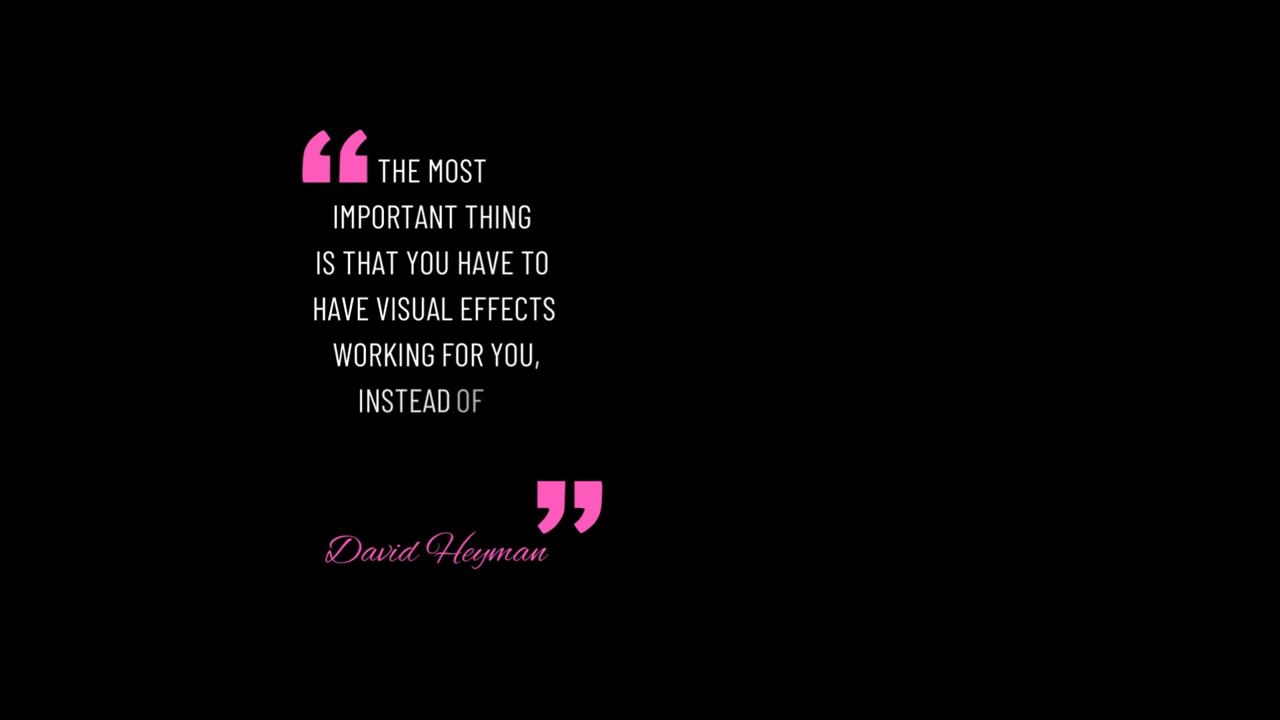 “ THE MOST
IMPORTANT THING
IS THAT YOU HAVE TO
HAVE VISUAL EFFECTS
WORKING FOR YOU,
INSTEAD OF
”
David Heyman